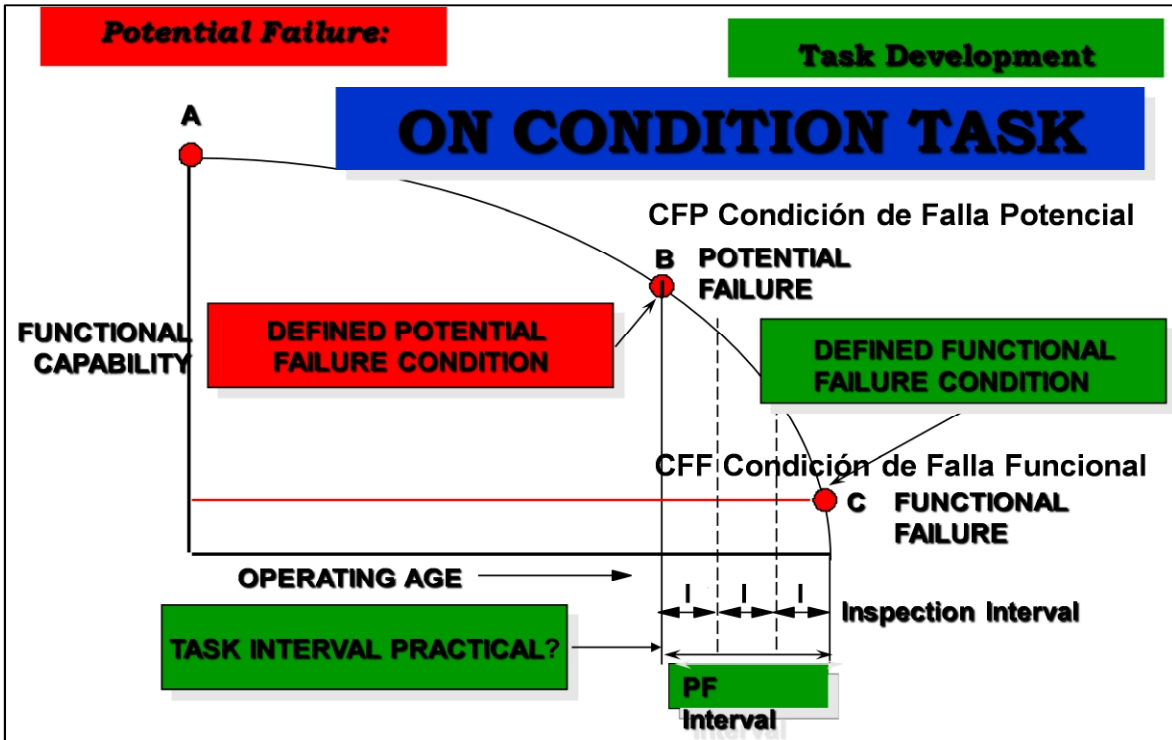 Potential Failure:
Task Development
A
ON CONDITION TASK
CFP Condición de Falla Potencial
B POTENTIAL
FAILURE
FUNCTIONAL
CAPABILITY
DEFINED POTENTIAL
FAILURE CONDITION
DEFINED FUNCTIONAL
FAILURE CONDITION
CFF Condición de Falla Funcional
C FUNCTIONAL
FAILURE
OPERATING AGE
I I I
Inspection Interval
TASK INTERVAL PRACTICAL?
PF
Interval